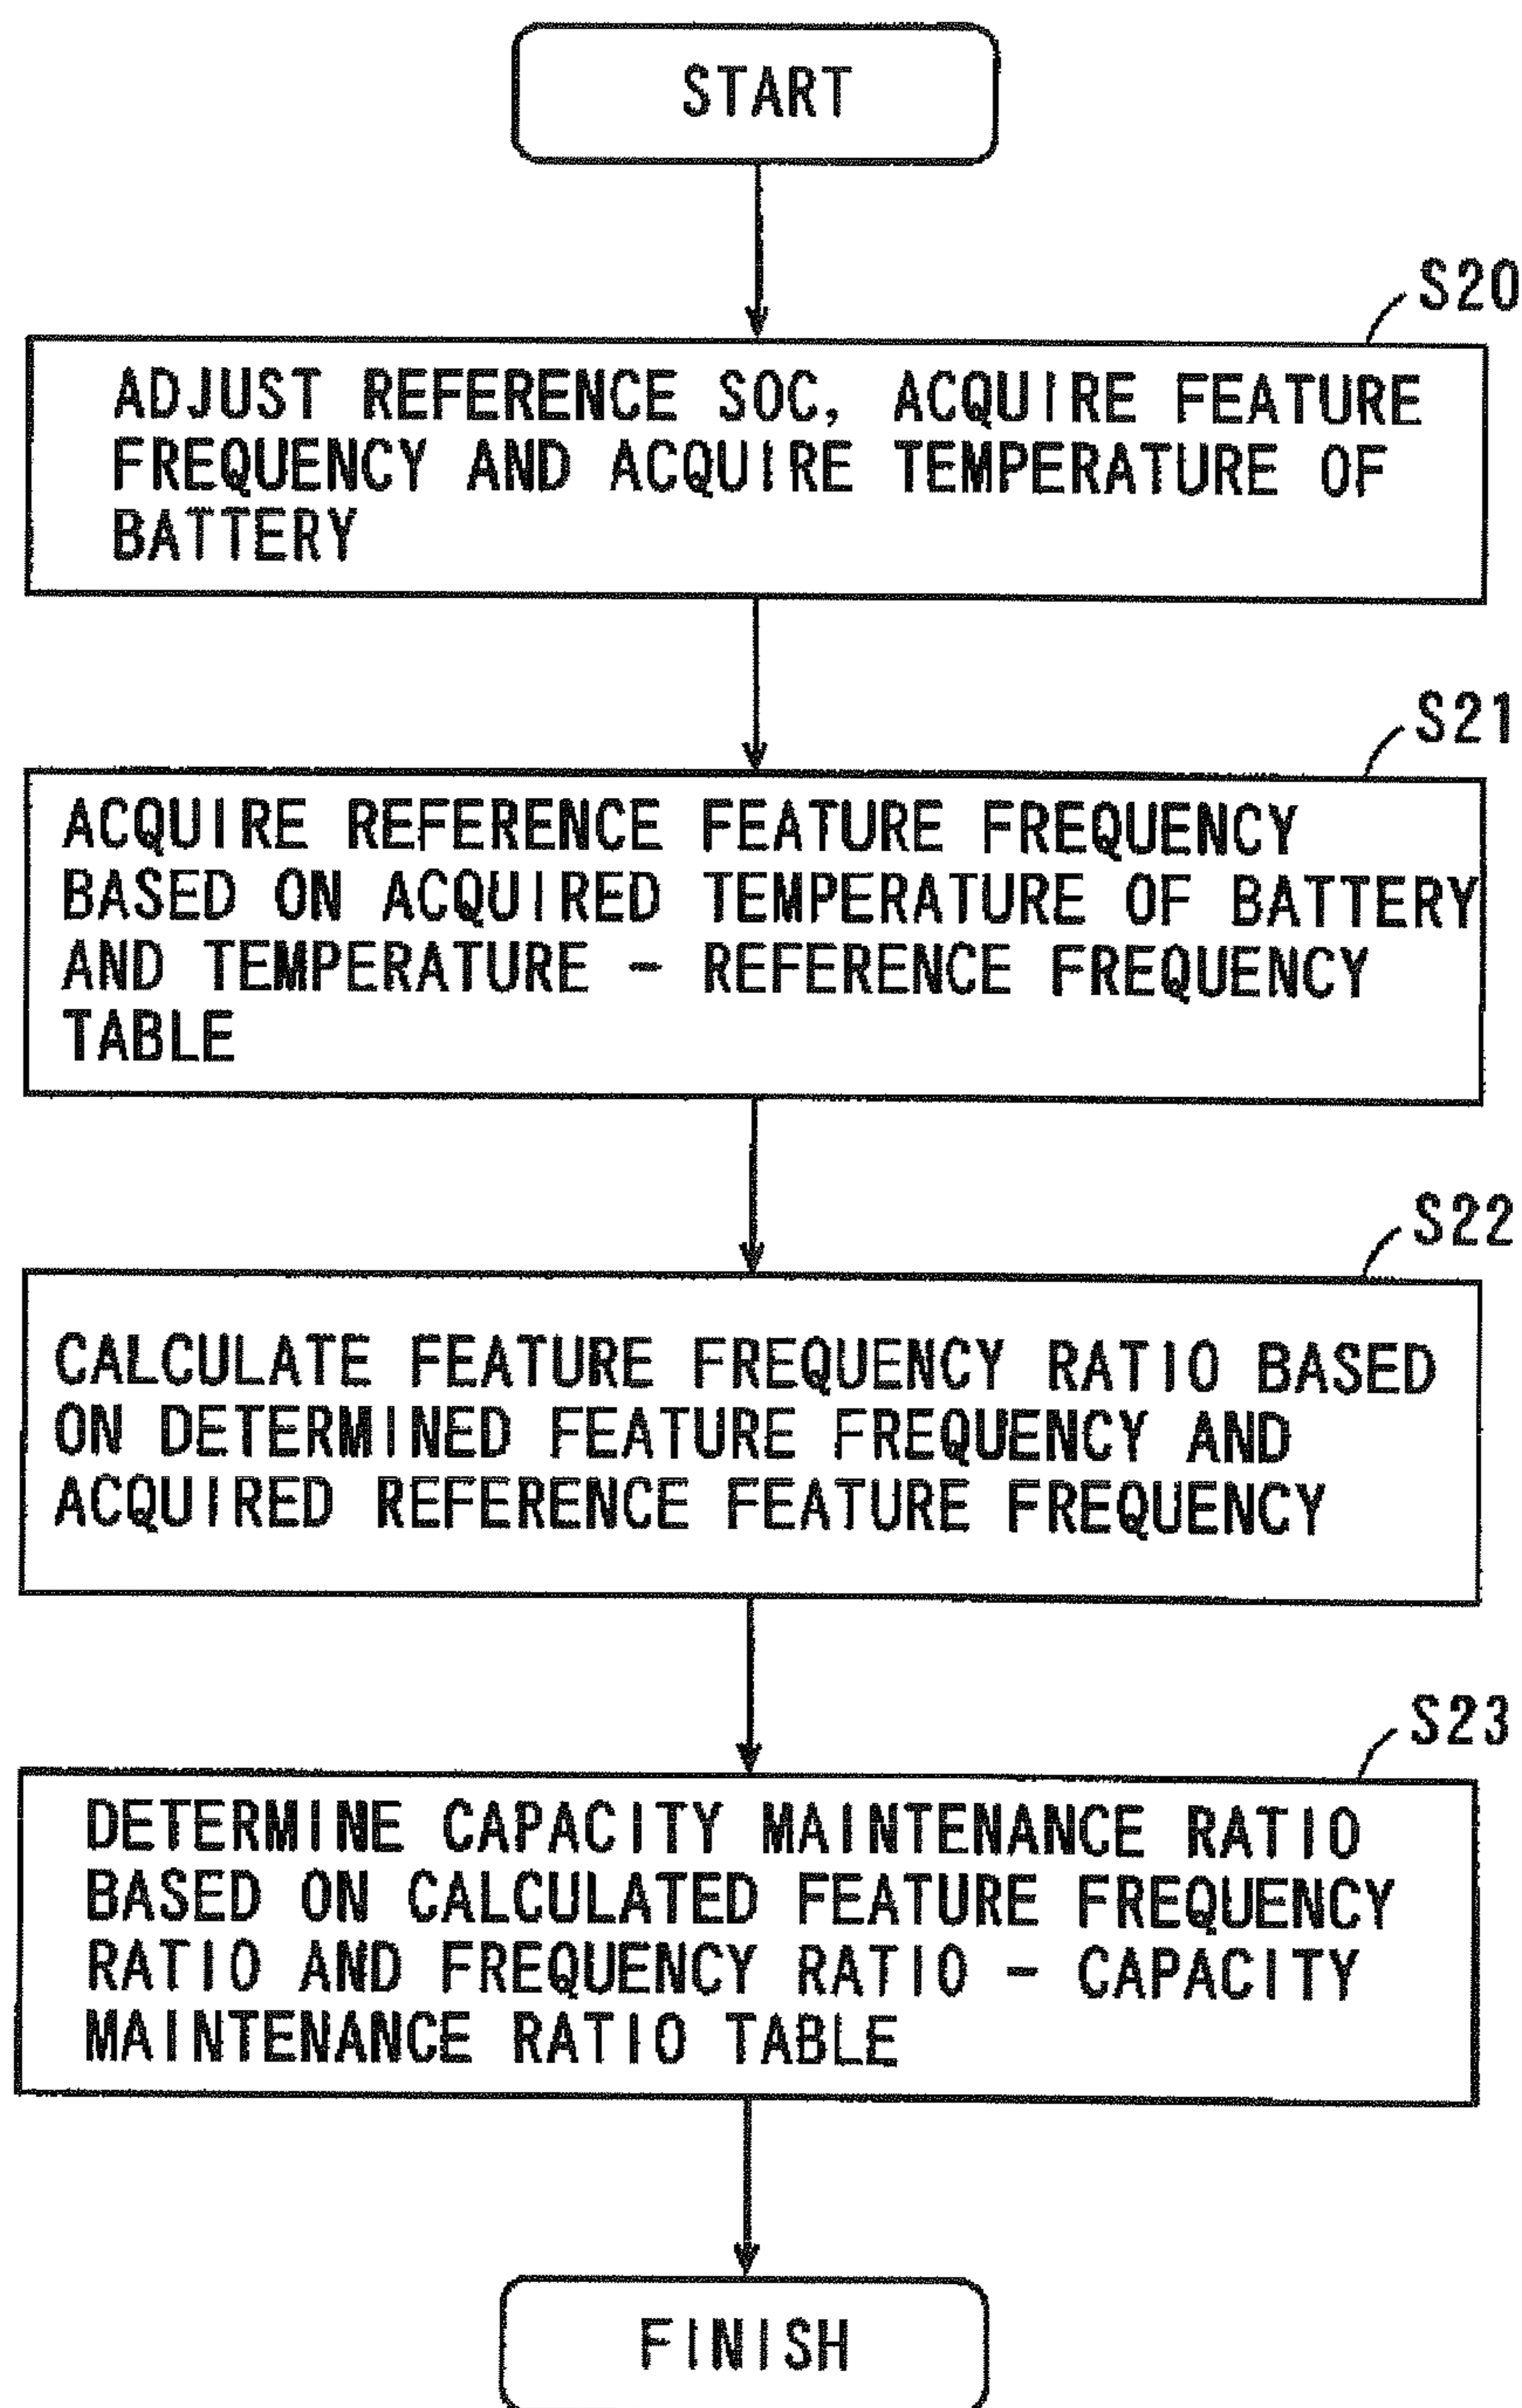 START
S20
ADJUST REFERENCE SOC, ACQUIRE FEATURE
FREQUENCY AND ACQUIRE TEMPERATURE OF
BATTERY
S21
ACQUIRE REFERENCE FEATURE FREQUENCY
BASED ON ACQUIRED TEMPERATURE OF BATTERY
AND TEMPERATURE - REFERENCE FREQUENCY
TABLE
S22
CALCULATE FEATURE FREQUENCY RATIO BASED
ON DETERMINED FEATURE FREQUENCY AND
ACQUIRED REFERENCE FEATURE FREQUENCY
S23
DETERMINE CAPACITY MAINTENANCE RATIO
BASED ON CALCULATED FEATURE FREQUENCY
RATIO AND FREQUENCY RATIO - CAPACITY
MAINTENANCE RATIO TABLE
FINISH